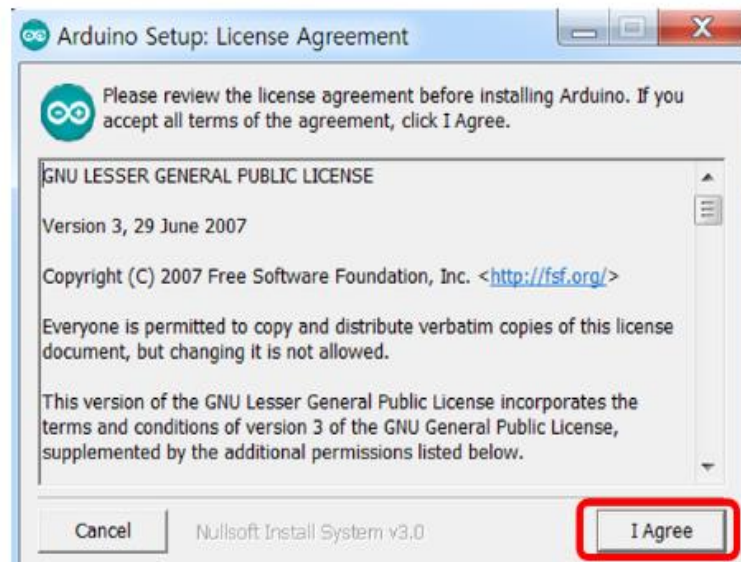 Arduino Setup: License Agreement
Please review the license agreement before installing Arduino. If you
accept all terms of the agreement, click I Agree.
GNU LESSER GENERAL PUBLIC LICENSE
Version 3, 29 June 2007
Copyright (C) 2007 Free Software Foundation, Inc. <http://fsf.org/>
Everyone is permitted to copy and distribute verbatim copies of this license
document, but changing it is not allowed.
This version of the GNU Lesser General Public License incorporates the
terms and conditions of version 3 of the GNU General Public License,
supplemented by the additional permissions listed below.
Cancel Nullsoft Install System v3.0 I Agree